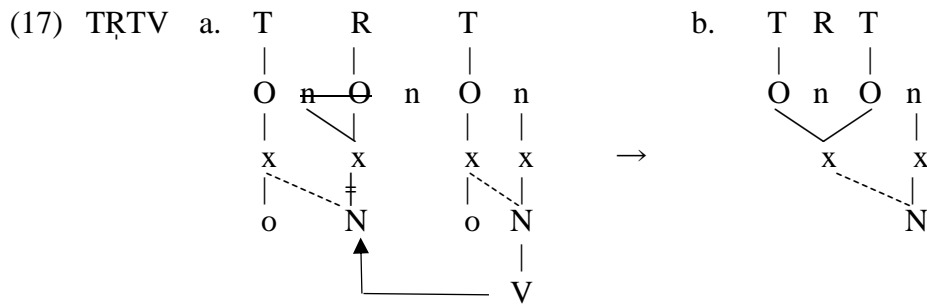 (17) TR̩TV a. T R T b. T R T
O n O n O n O n O n
x x x x → x x
o N o N N
V